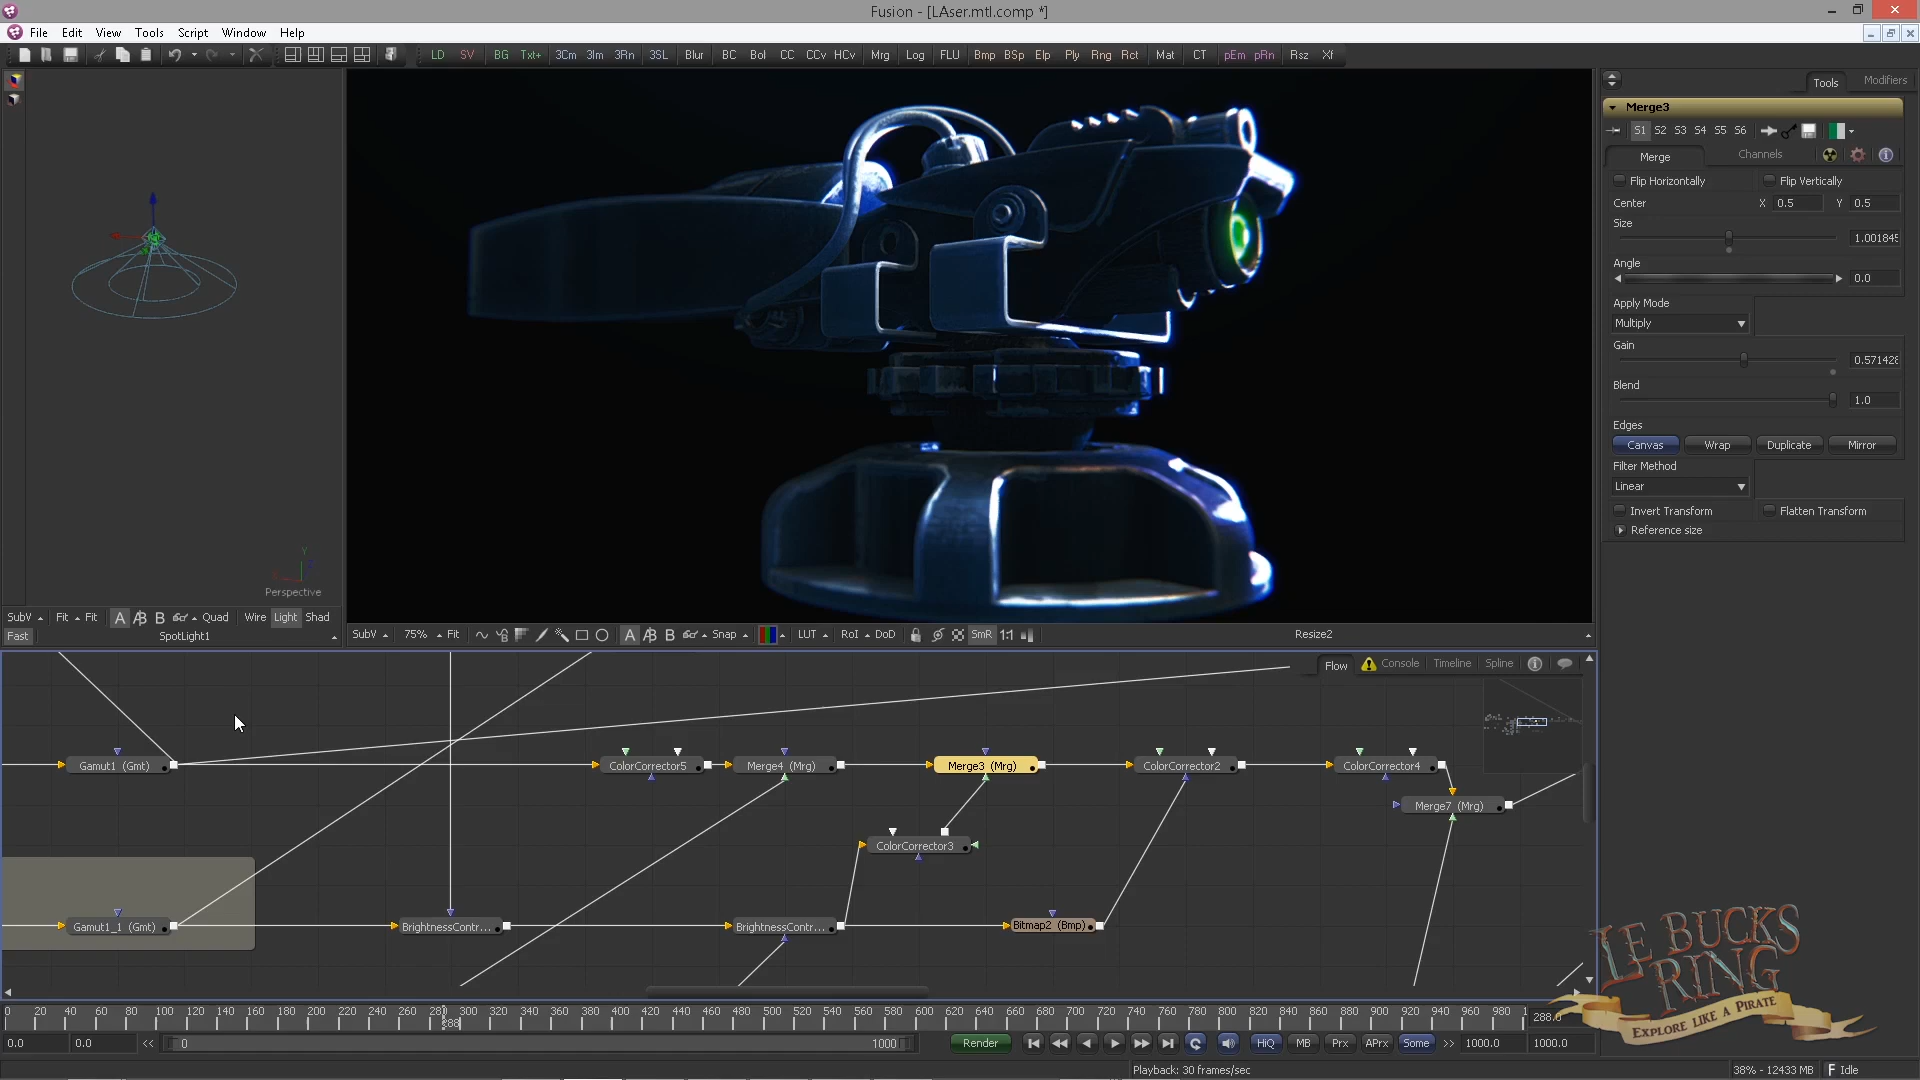 Fusion - [LAser.mtl.comp *]
File Edit View Tools Script Window Help
LD SV BG Txt+ 3Cm 3Im 3Rn 3SL Blur BC Bol CC CCv HCv Mrg Log FLU Bmp BSp Elp Ply Rng Rct Mat CT pEm pRn Rsz Xf
Tools Modifiers
Merge3
S1 S2 S3 S4 S5 S6
Merge Channels
Flip Horizontally Flip Vertically
Center X 0.5 Y 0.5
Size
1.001845
Angle
0.0
Apply Mode
Multiply
Gain
0.571428
Blend
1.0
Edges
Canvas Wrap Duplicate Mirror
Filter Method
Linear
Invert Transform Flatten Transform
Reference size
Y
Perspective
SubV Fit Fit A B B Quad Wire Light Shad
Fast SpotLight1
SubV 75% Fit A B B Snap LUT RoI DoD SmR 1:1 Resize2
Flow Console Timeline Spline
Gamut1 (Gmt)
ColorCorrector5
Merge4 (Mrg)
Merge3 (Mrg)
ColorCorrector2
ColorCorrector4
Merge7 (Mrg)
ColorCorrector3
Gamut1_1 (Gmt)
BrightnessContr...
BrightnessContr...
Bitmap2 (Bmp)
LE BUCKS
RING
EXPLORE LIKE A PIRATE
0 20 40 60 80 100 120 140 160 180 200 220 240 260 280 300 320 340 360 380 400 420 440 460 480 500 520 540 560 580 600 620 640 660 680 700 720 740 760 780 800 820 840 860 880 900 920 940 960 980 1
288
288.0
0.0 0.0 << 0 1000 Render HiQ MB Prx APrx Some >> 1000.0 1000.0
Playback: 30 frames/sec 38% - 12433 MB Idle